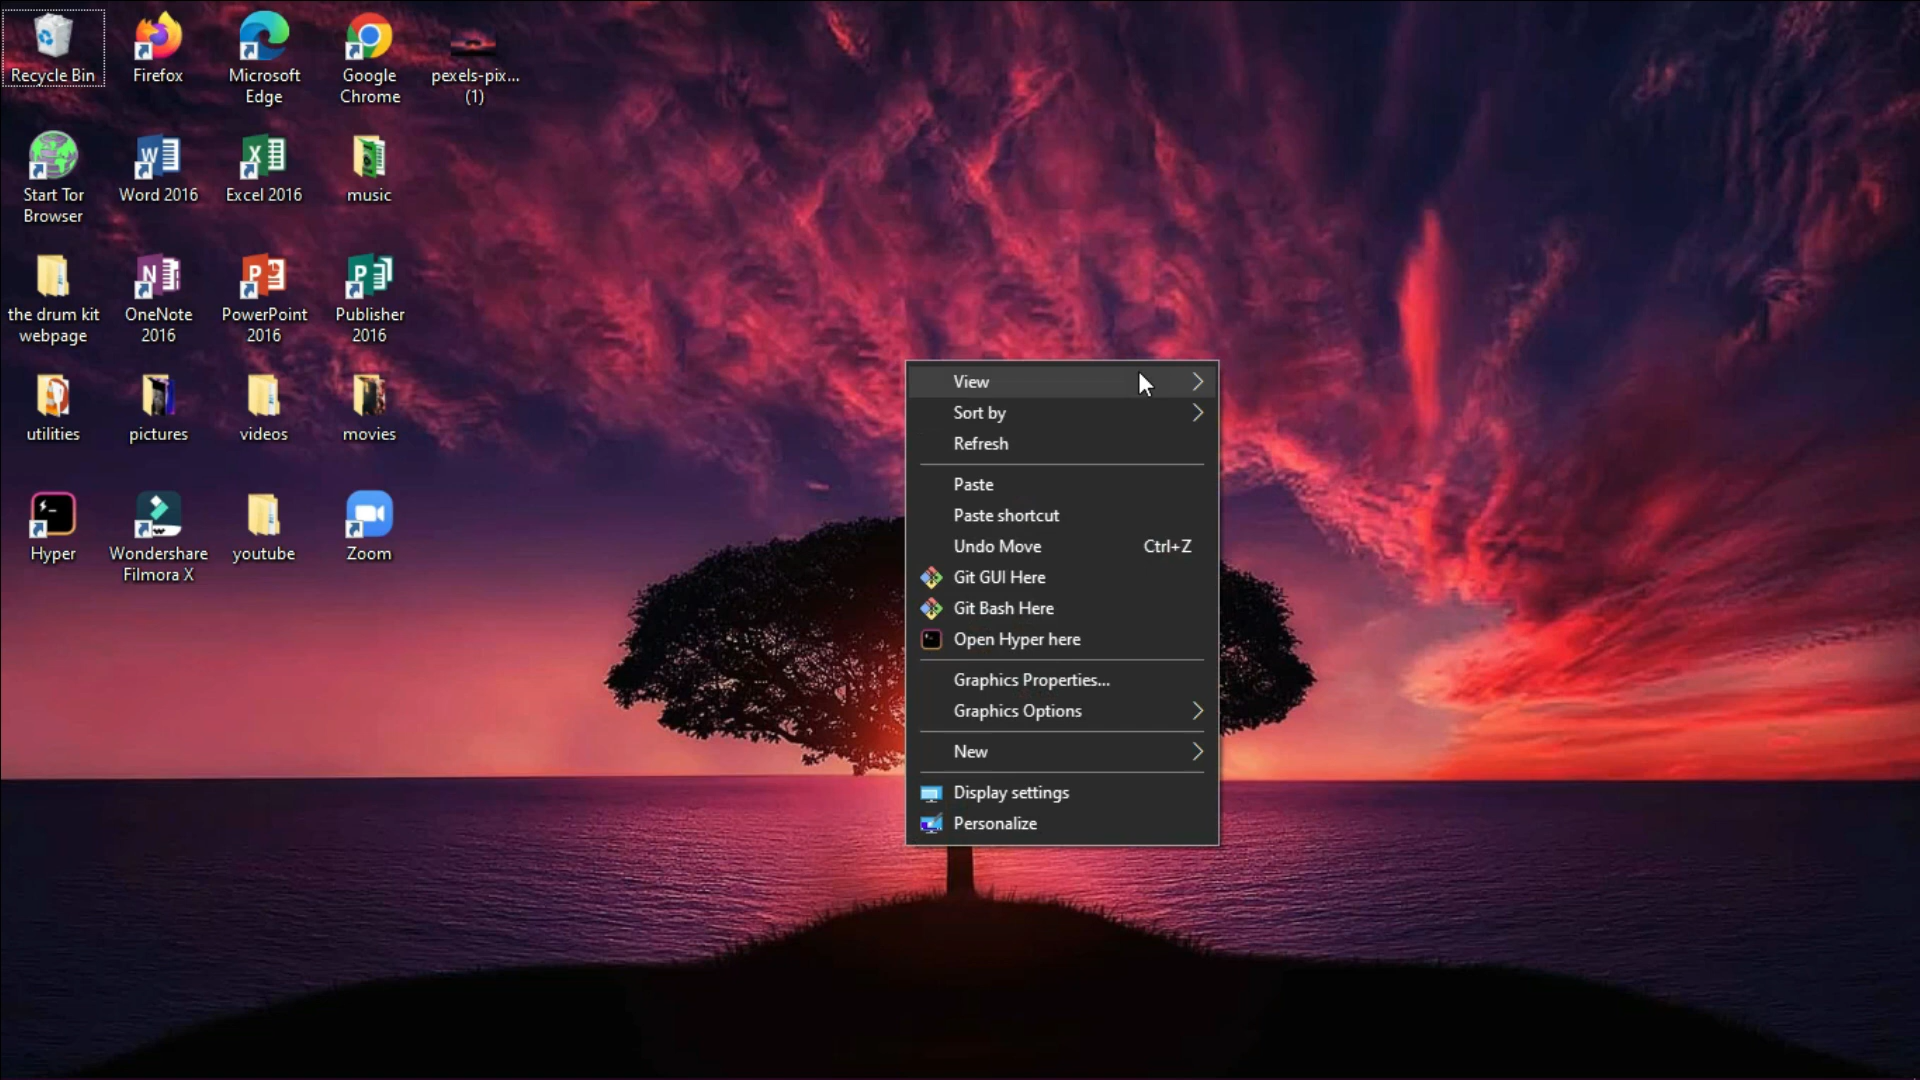 Recycle Bin
Firefox
Microsoft
Edge
Google
Chrome
pexels-pix...
(1)
Start Tor
Browser
Word 2016
Excel 2016
music
the drum kit
webpage
OneNote
2016
PowerPoint
2016
Publisher
2016
utilities
pictures
videos
movies
Hyper
Wondershare
Filmora X
youtube
Zoom
View
Sort by
Refresh
Paste
Paste shortcut
Undo Move Ctrl+Z
Git GUI Here
Git Bash Here
Open Hyper here
Graphics Properties...
Graphics Options
New
Display settings
Personalize